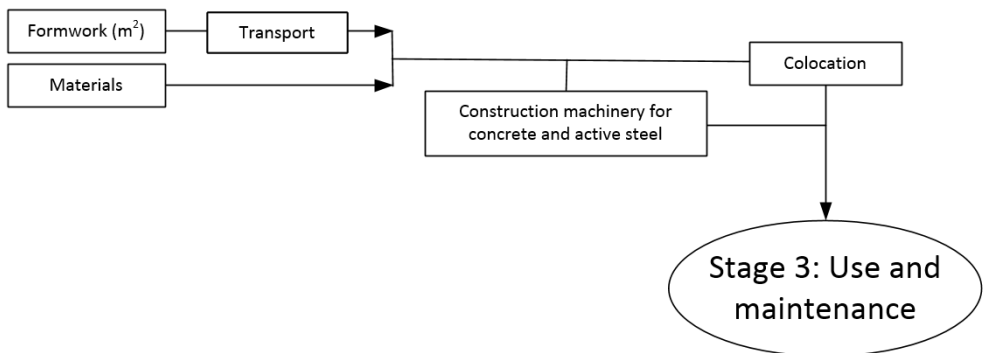 Formwork (m²)
Transport
Materials
Colocation
Construction machinery for
concrete and active steel
Stage 3: Use and
maintenance